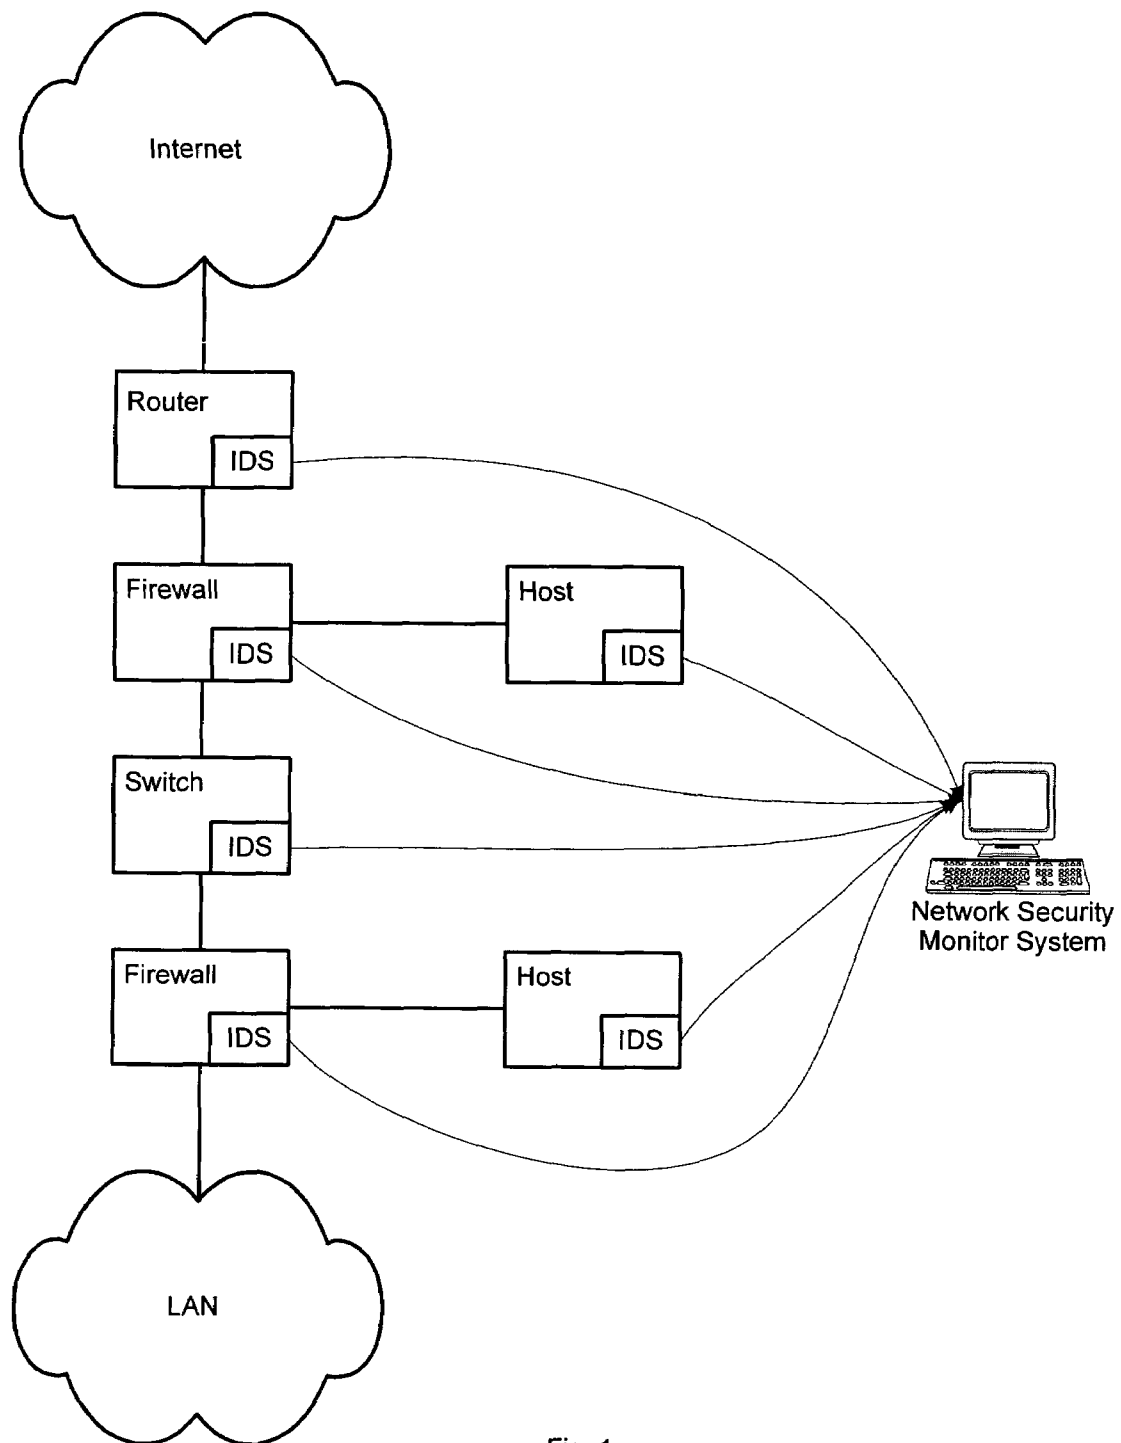 Internet
Router
IDS
Firewall
IDS
Host
IDS
Switch
IDS
Network Security
Monitor System
Firewall
IDS
Host
IDS
LAN